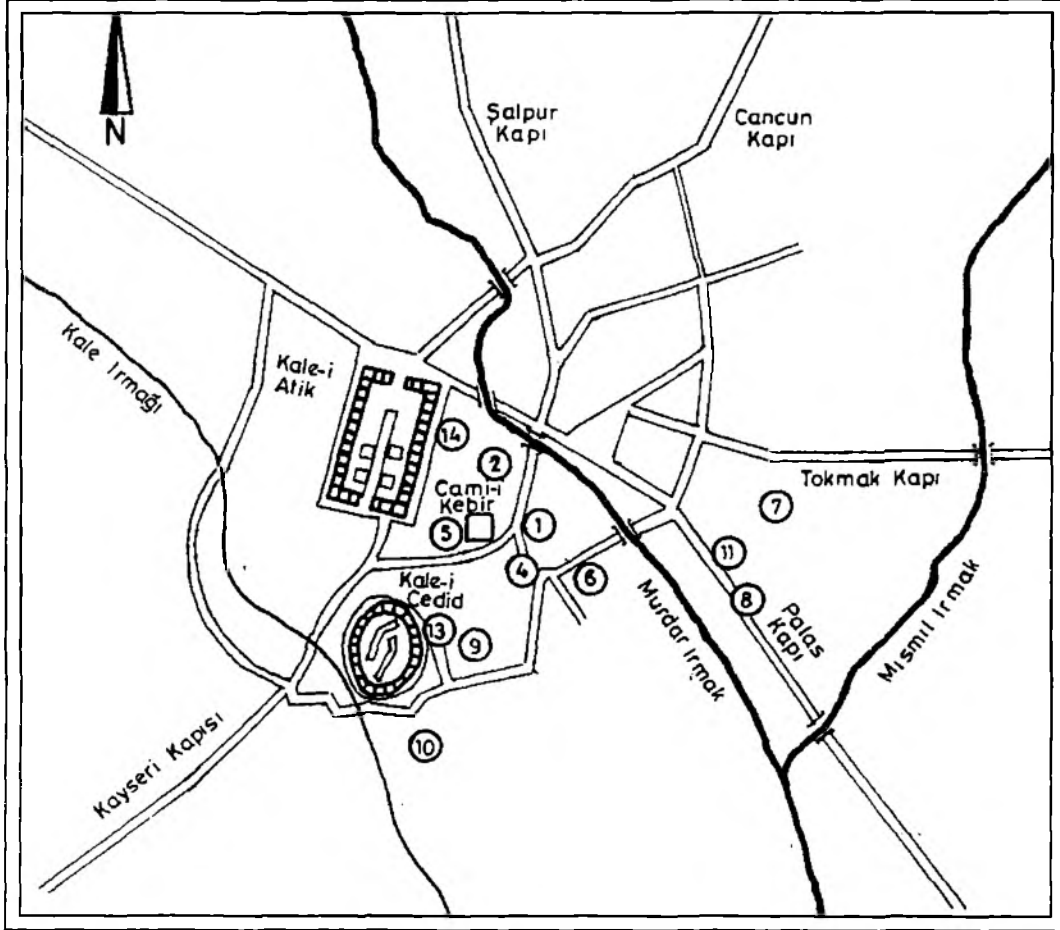 N
Şalpur
Kapı
Cancun
Kapı
Kale Irmağı
Kale-i
Atik
14
2
Cami-i
Kebir
5
1
Tokmak Kapı
7
4
6
11
8
Kale-i
Cedid
13
9
Murdar Irmak
Palas
Kapı
Mısmıl Irmak
10
Kayseri Kapısı